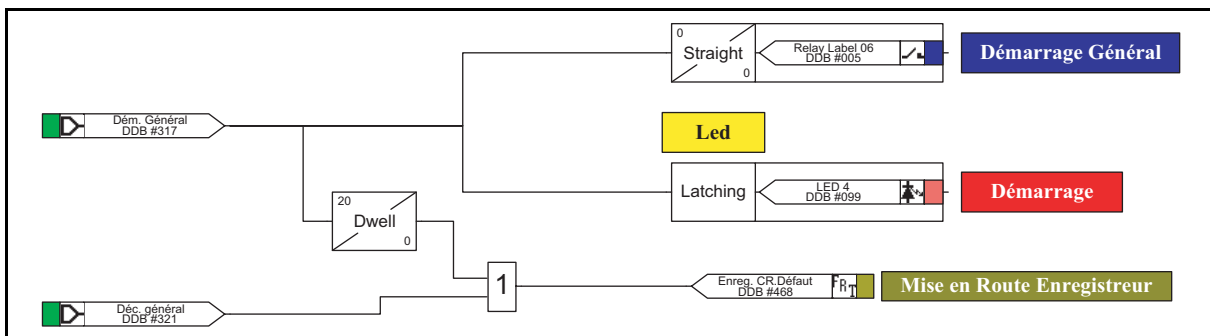 0
Straight
0
Relay Label 06
DDB #005
Démarrage Général
Dém. Général
DDB #317
Led
Latching
LED 4
DDB #099
Démarrage
20
Dwell
0
1
Enreg. CR.Défaut
DDB #468
FRT
Mise en Route Enregistreur
Déc. général
DDB #321